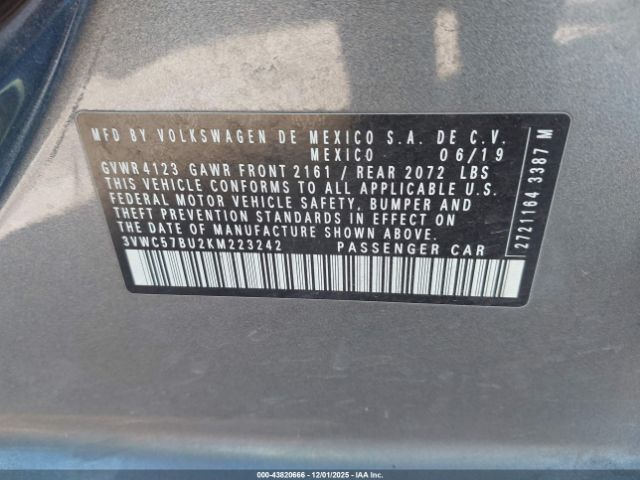 MFD BY VOLKSWAGEN DE MEXICO S.A. DE C.V.
MEXICO 06/19
GVWR 4123 GAWR FRONT 2161 / REAR 2072 LBS
THIS VEHICLE CONFORMS TO ALL APPLICABLE U.S.
FEDERAL MOTOR VEHICLE SAFETY, BUMPER AND
THEFT PREVENTION STANDARDS IN EFFECT ON
THE DATE OF MANUFACTURE SHOWN ABOVE.
3VWC57BU2KM223242 PASSENGER CAR
2721164 3387 M
000-43820666 - 12/01/2025 - IAAI.com